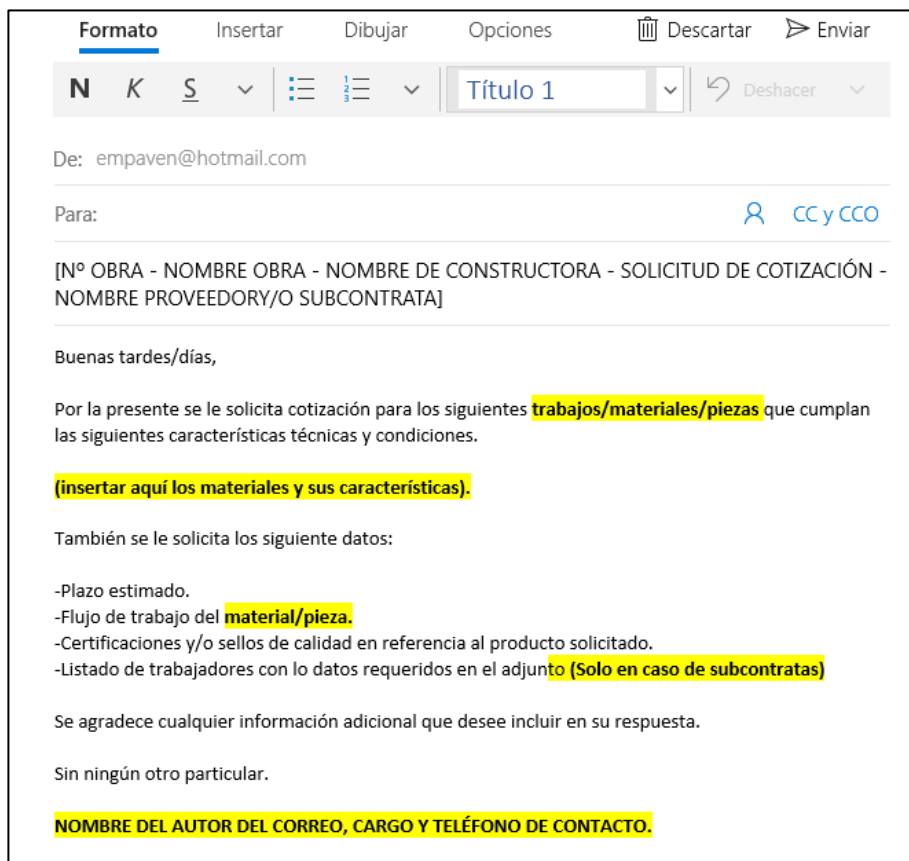 Formato Insertar Dibujar Opciones Descartar Enviar
N K S 1 2 3 Título 1 Deshacer
De: empaven@hotmail.com
Para: CC y CCO
[Nº OBRA - NOMBRE OBRA - NOMBRE DE CONSTRUCTORA - SOLICITUD DE COTIZACIÓN -
NOMBRE PROVEEDORY/O SUBCONTRATA]
Buenas tardes/días,
Por la presente se le solicita cotización para los siguientes trabajos/materiales/piezas que cumplan
las siguientes características técnicas y condiciones.
(insertar aquí los materiales y sus características).
También se le solicita los siguiente datos:
-Plazo estimado.
-Flujo de trabajo del material/pieza.
-Certificaciones y/o sellos de calidad en referencia al producto solicitado.
-Listado de trabajadores con lo datos requeridos en el adjunto (Solo en caso de subcontratas)
Se agradece cualquier información adicional que desee incluir en su respuesta.
Sin ningún otro particular.
NOMBRE DEL AUTOR DEL CORREO, CARGO Y TELÉFONO DE CONTACTO.